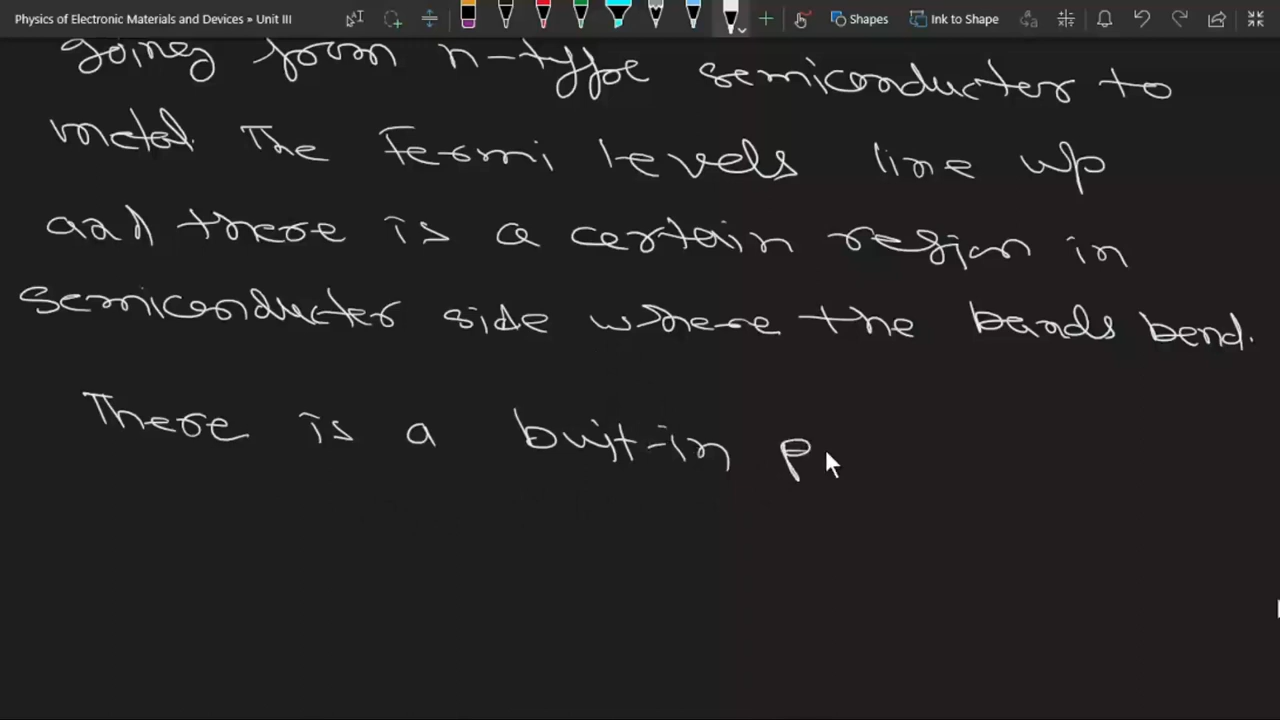 Physics of Electronic Materials and Devices » Unit III
Shapes
Ink to Shape
going from n-type semiconductor to
metal. The Fermi levels line up
and there is a certain region in
semiconductor side where the bands bend.
There is a built-in p